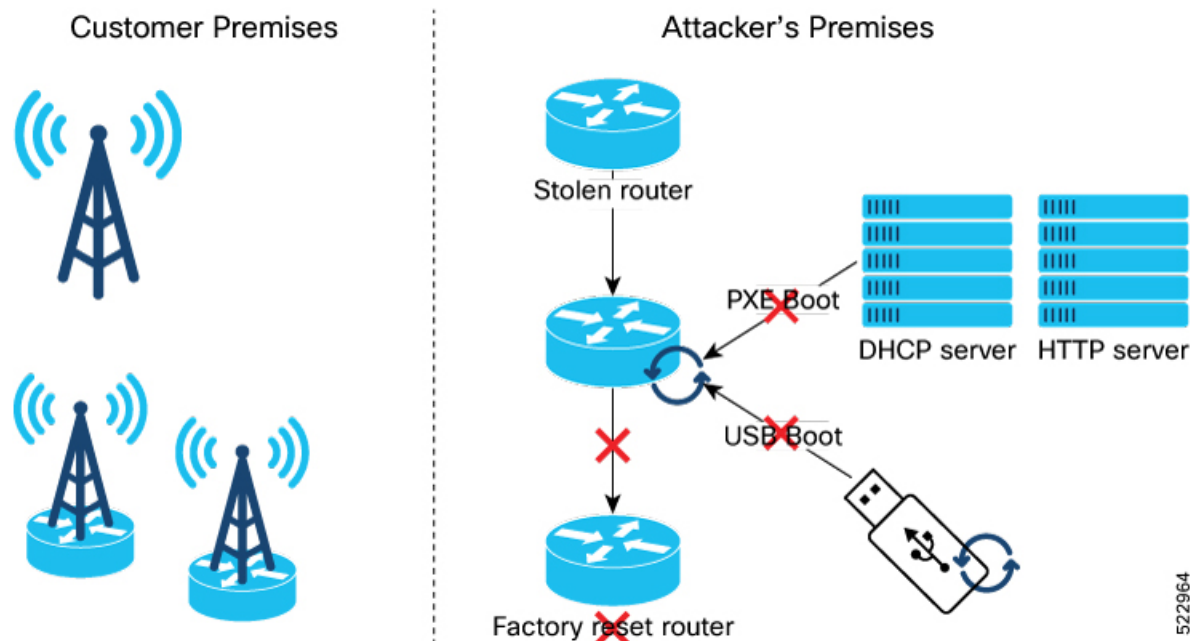 Customer Premises
Attacker's Premises
Stolen router
PXE Boot
DHCP server
HTTP server
USB Boot
Factory reset router
522964